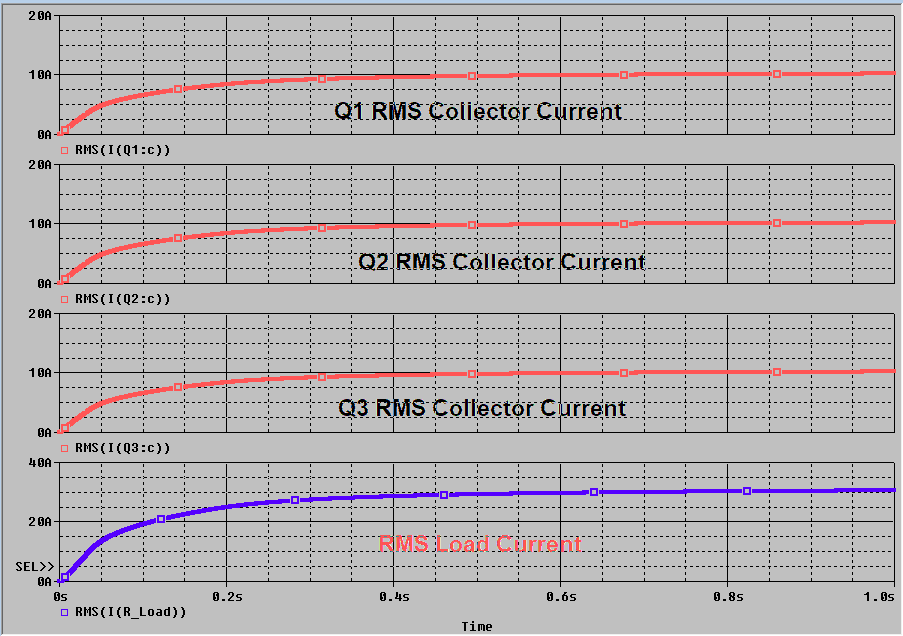 20A
10A
Q1 RMS Collector Current
0A
RMS(I(Q1:c))
20A
10A
Q2 RMS Collector Current
0A
RMS(I(Q2:c))
20A
10A
Q3 RMS Collector Current
0A
RMS(I(Q3:c))
40A
20A
RMS Load Current
SEL>>
0A
0s 0.2s 0.4s 0.6s 0.8s 1.0s
RMS(I(R_Load))
Time